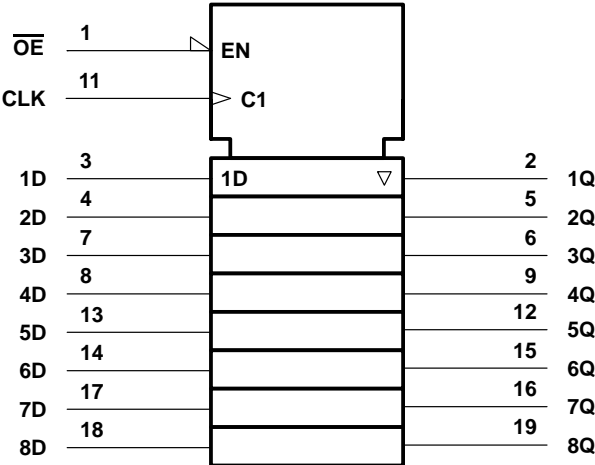 O̅E̅ 1 EN
CLK 11 C1
1D 3 1D 2 1Q
2D 4 5 2Q
3D 7 6 3Q
4D 8 9 4Q
5D 13 12 5Q
6D 14 15 6Q
7D 17 16 7Q
8D 18 19 8Q